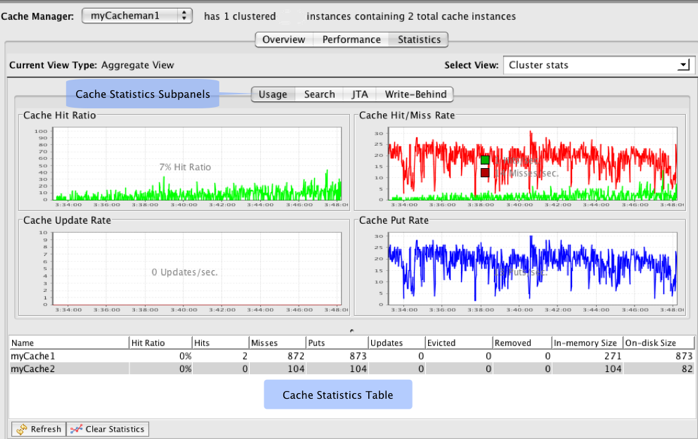 Cache Manager: myCacheman1 has 1 clustered instances containing 2 total cache instances
Overview Performance Statistics
Current View Type: Aggregate View Select View: Cluster stats
Cache Statistics Subpanels Usage Search JTA Write-Behind
Cache Hit Ratio Cache Hit/Miss Rate
100
90
80
70
60
50
40
30
20
10
0
7% Hit Ratio
3:34:00 3:36:00 3:38:00 3:40:00 3:42:00 3:44:00 3:46:00 3:48:0
30
25
20
15
10
5
0
Misses/sec.
3:34:00 3:36:00 3:38:00 3:40:00 3:42:00 3:44:00 3:46:00 3:48:0
Cache Update Rate Cache Put Rate
10
9
8
7
6
5
4
3
2
1
0
0 Updates/sec.
3:34:00 3:36:00 3:38:00 3:40:00 3:42:00 3:44:00 3:46:00 3:48:0
30
25
20
15
10
5
0
3:34:00 3:36:00 3:38:00 3:40:00 3:42:00 3:44:00 3:46:00 3:48:0
Name Hit Ratio Hits Misses Puts Updates Evicted Removed In-memory Size On-disk Size
myCache1 0% 2 872 873 0 0 0 271 873
myCache2 0% 0 104 104 0 0 0 104 82
Cache Statistics Table
Refresh Clear Statistics